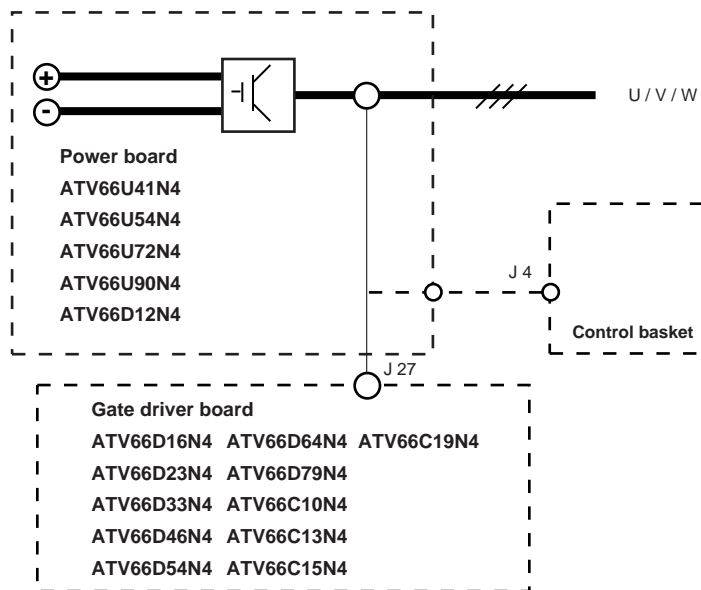 +
-
U / V / W
Power board
ATV66U41N4
ATV66U54N4
ATV66U72N4
ATV66U90N4
ATV66D12N4
J 4
Control basket
J 27
Gate driver board
ATV66D16N4 ATV66D64N4 ATV66C19N4
ATV66D23N4 ATV66D79N4
ATV66D33N4 ATV66C10N4
ATV66D46N4 ATV66C13N4
ATV66D54N4 ATV66C15N4